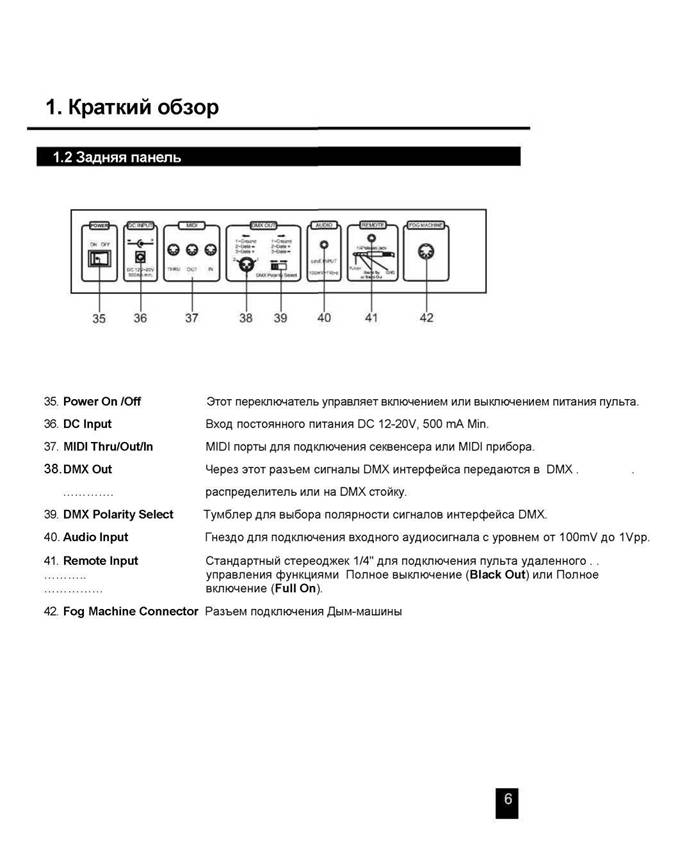 1. Краткий обзор
1.2 Задняя панель
POWER DC INPUT MIDI DMX OUT AUDIO REMOTE FOG MACHINE
ON OFF
1=Ground
2=Data -
3=Data +
1=Ground
2=Data +
3=Data -
1/4"stereo jack
LINE INPUT
DC 12V~20V
500mA min.
THRU OUT IN
DMX Polarity Select
100mV~1Vpp
GND
35 36 37 38 39 40 41 42
35. Power On /Off Этот переключатель управляет включением или выключением питания пульта.
36. DC Input Вход постоянного питания DC 12-20V, 500 mA Min.
37. MIDI Thru/Out/In MIDI порты для подключения секвенсера или MIDI прибора.
38. DMX Out Через этот разъем сигналы DMX интерфейса передаются в DMX . .
…………. распределитель или на DMX стойку.
39. DMX Polarity Select Тумблер для выбора полярности сигналов интерфейса DMX.
40. Audio Input Гнездо для подключения входного аудиосигнала с уровнем от 100mV до 1Vpp.
41. Remote Input Стандартный стереоджек 1/4" для подключения пульта удаленного . .
……….. управления функциями Полное выключение (Black Out) или Полное
…………… включение (Full On).
42. Fog Machine Connector Разъем подключения Дым-машины
6